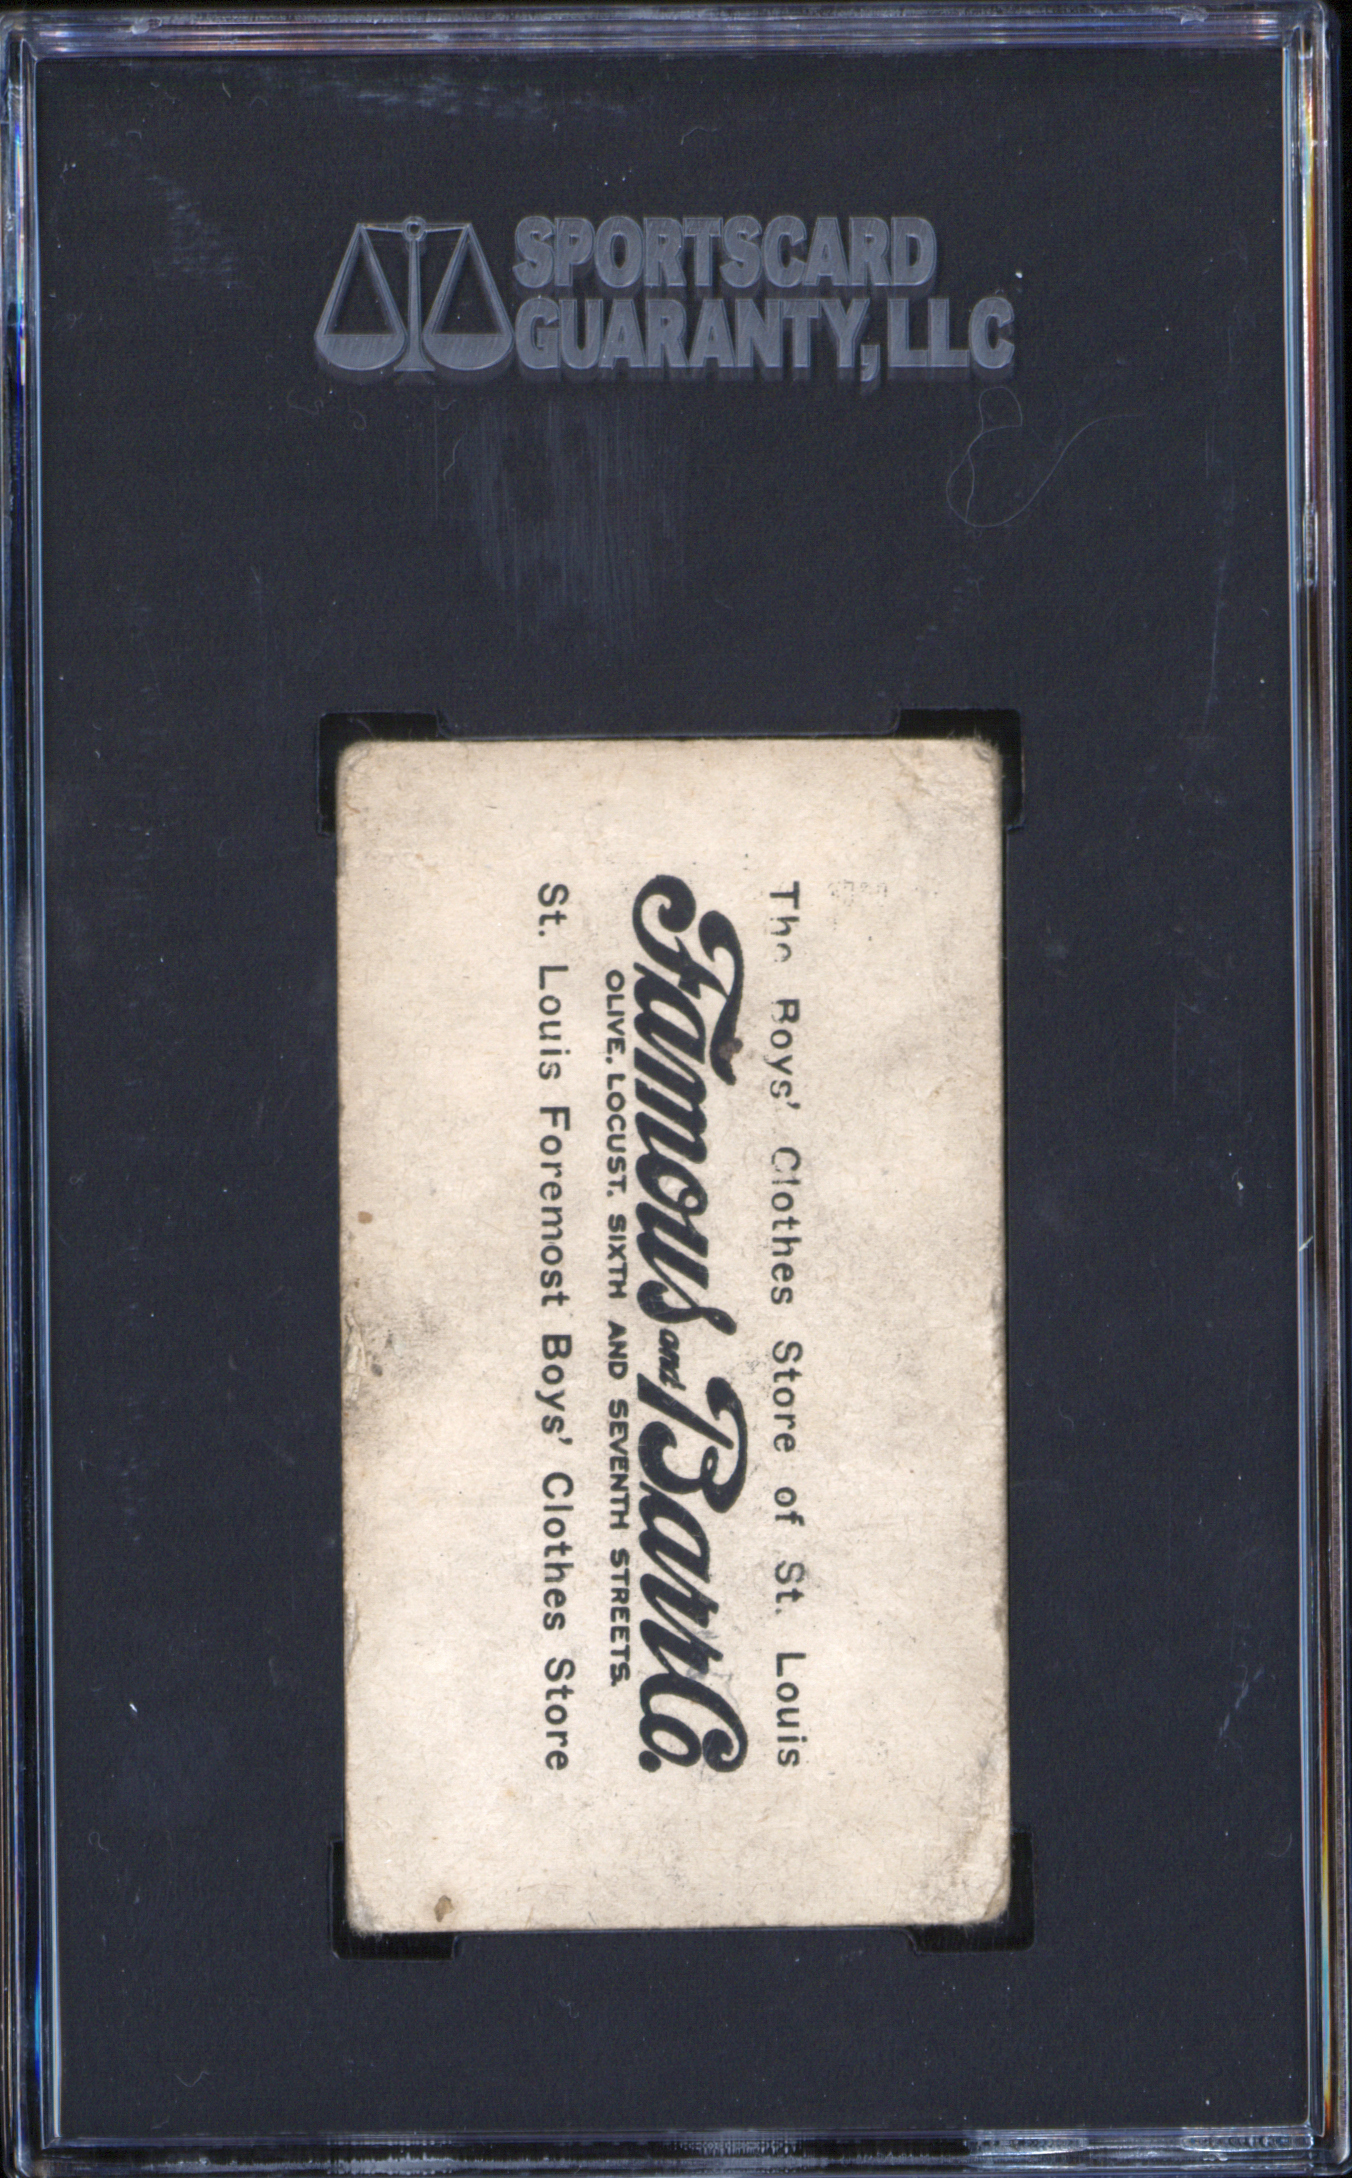 SPORTSCARD
GUARANTY, LLC
The Boys' Clothes Store of St. Louis
Famous and Barr Co.
OLIVE, LOCUST, SIXTH AND SEVENTH STREETS.
St. Louis Foremost Boys' Clothes Store